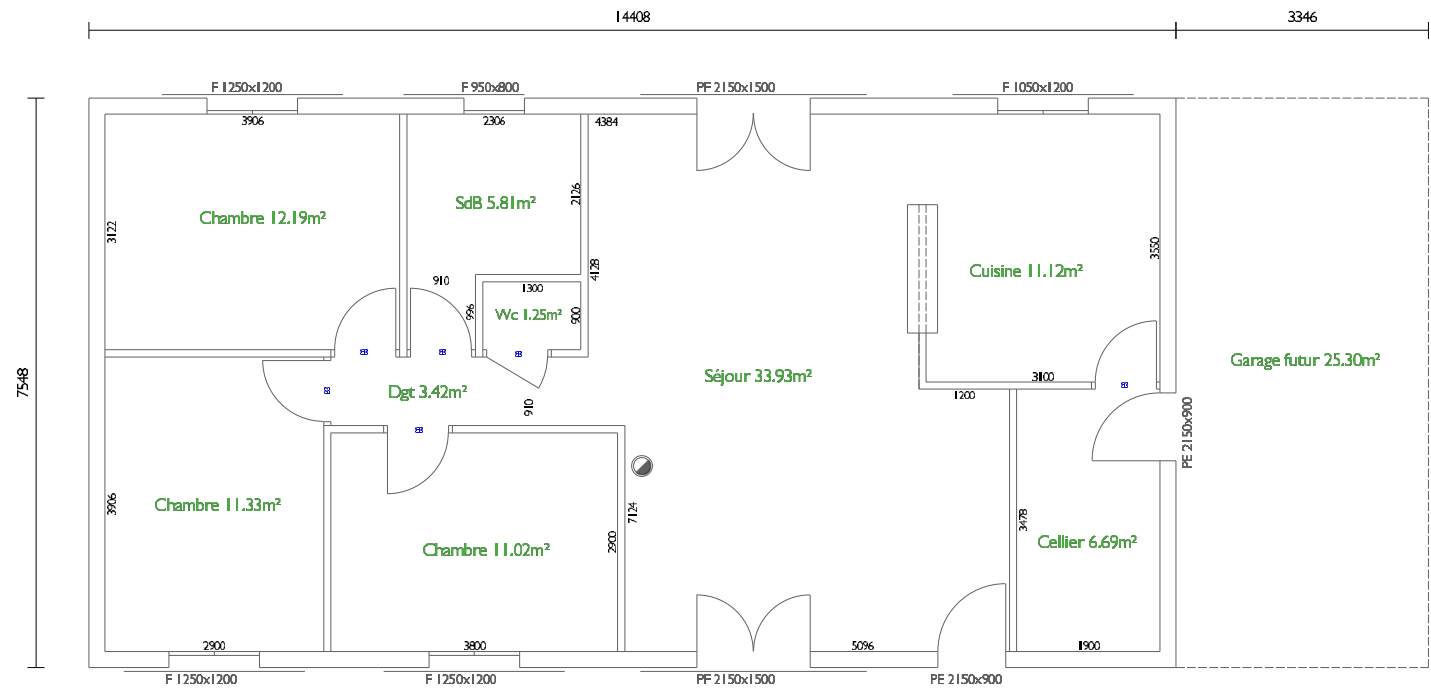 14408
3346
F 1250x1200
F 950x800
PF 2150x1500
F 1050x1200
3906
2306
4384
2126
SdB 5.81m²
Chambre 12.19m²
3122
3550
4128
Cuisine 11.12m²
910
1300
996
Wc 1.25m²
900
Garage futur 25.30m²
Séjour 33.93m²
3100
7548
Dgt 3.42m²
1200
910
PE 2150x900
3906
Chambre 11.33m²
7124
3478
2900
Chambre 11.02m²
Cellier 6.69m²
2900
3800
5096
1900
F 1250x1200
F 1250x1200
PF 2150x1500
PE 2150x900